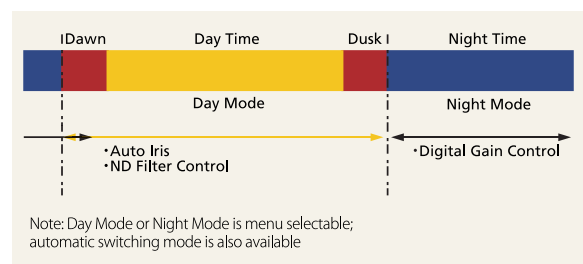 Dawn Day Time Dusk Night Time
Day Mode Night Mode
•Auto Iris •Digital Gain Control
•ND Filter Control
Note: Day Mode or Night Mode is menu selectable;
automatic switching mode is also available